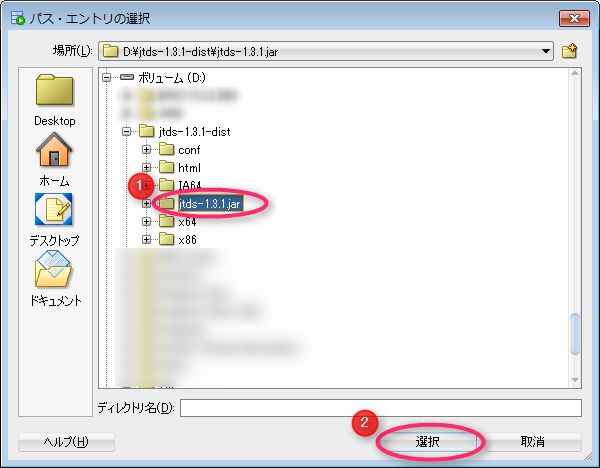 パス・エントリの選択
場所(L):
D:¥jtds-1.3.1-dist¥jtds-1.3.1.jar
Desktop
ホーム
デスクトップ
ドキュメント
ボリューム (D:)
jtds-1.3.1-dist
conf
html
IA64
1
jtds-1.3.1.jar
x64
x86
ディレクトリ名(D):
2
ヘルプ(H)
選択
取消